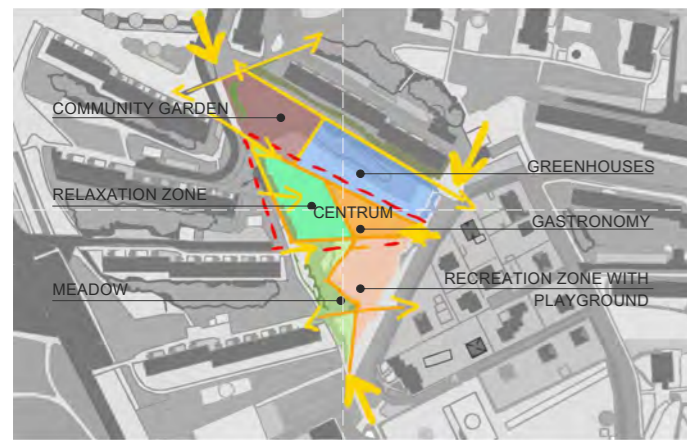 COMMUNITY GARDEN
GREENHOUSES
RELAXATION ZONE
CENTRUM
GASTRONOMY
RECREATION ZONE WITH
PLAYGROUND
MEADOW